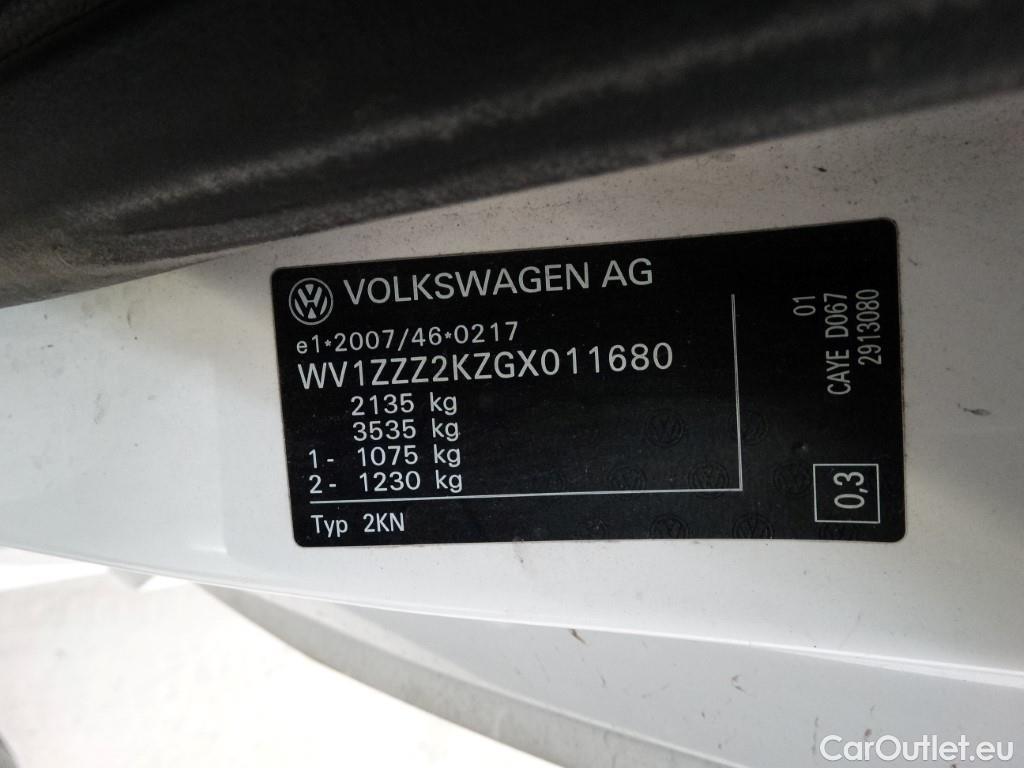 VOLKSWAGEN AG
e1*2007/46*0217
WV1ZZZ2KZGX011680
2135 kg
3535 kg
1- 1075 kg
2- 1230 kg
Typ 2KN
01
CAYE D067
2913080
0,3
CarOutlet.eu